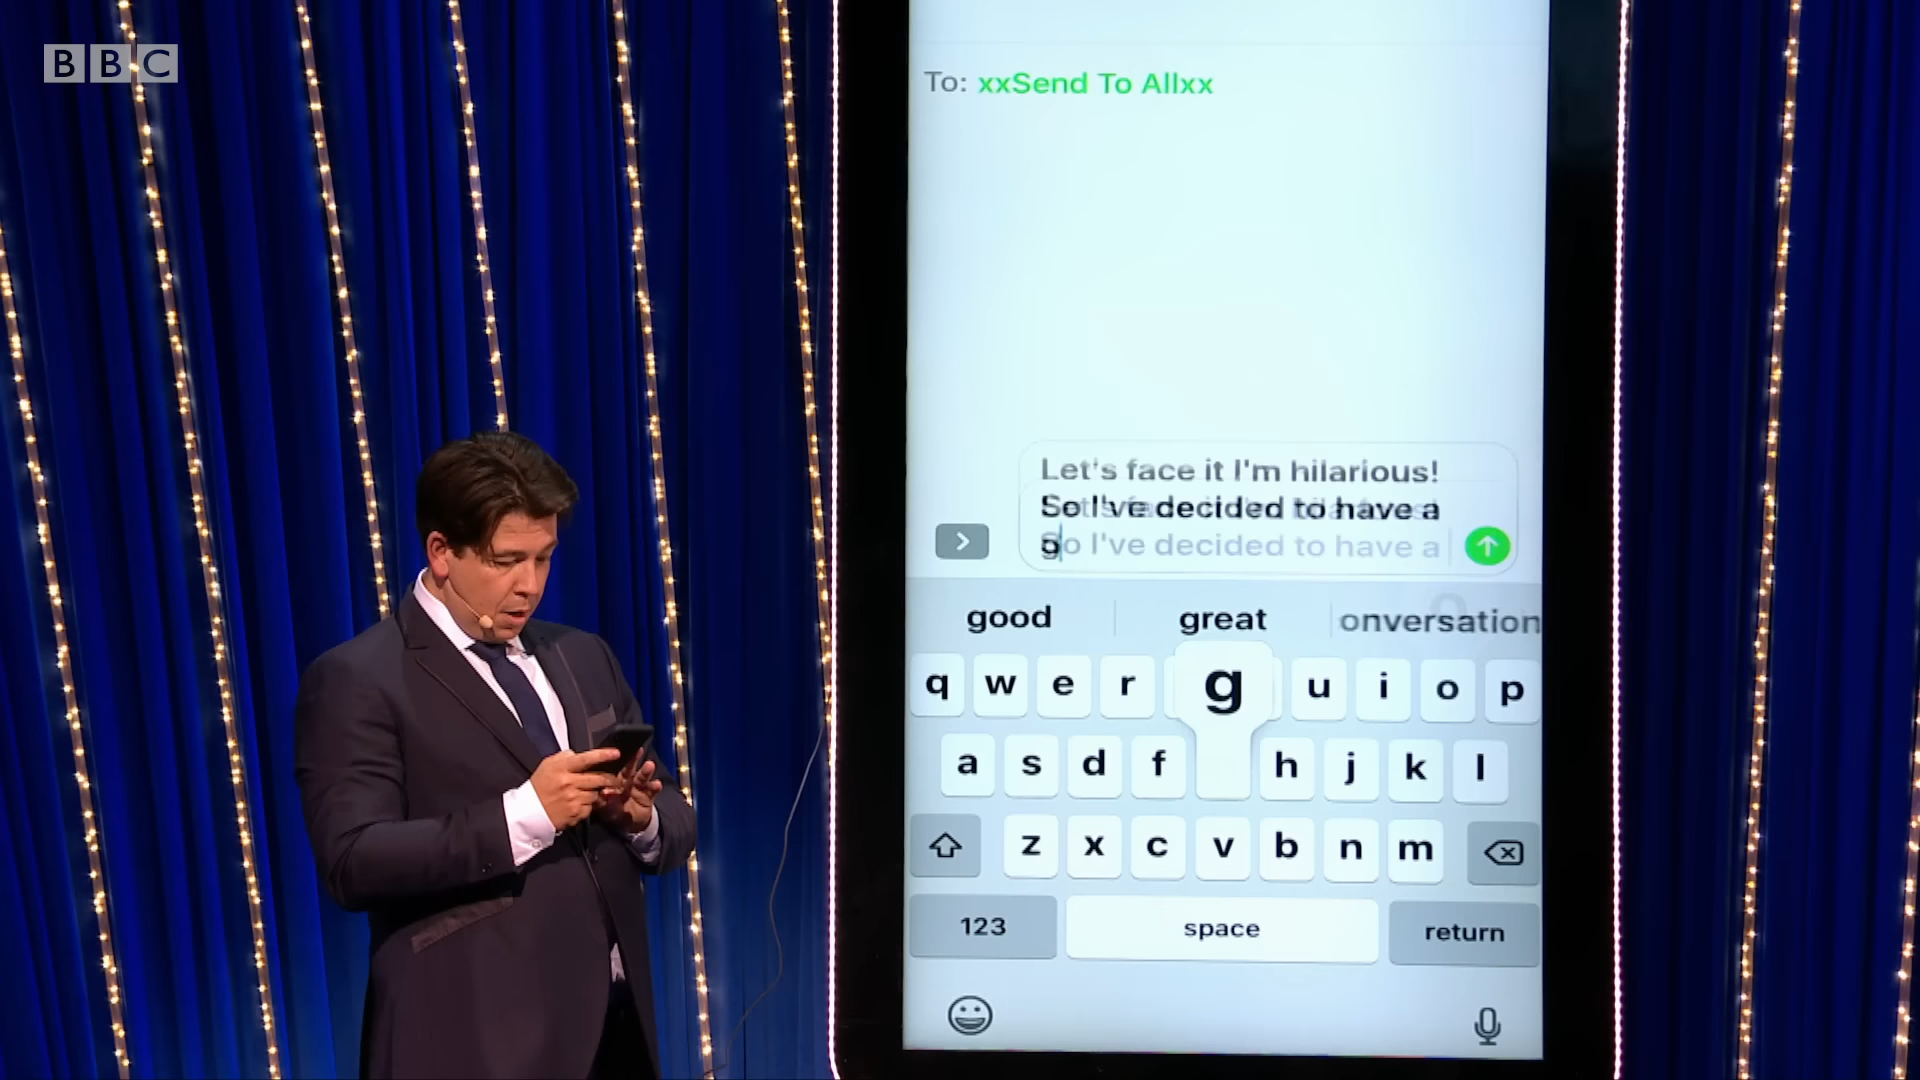 BBC
To: xxSend To Allxx
Let's face it I'm hilarious!
So I've decided to have a
g
good great onversation
q w e r g u i o p
a s d f h j k l
z x c v b n m
123 space return